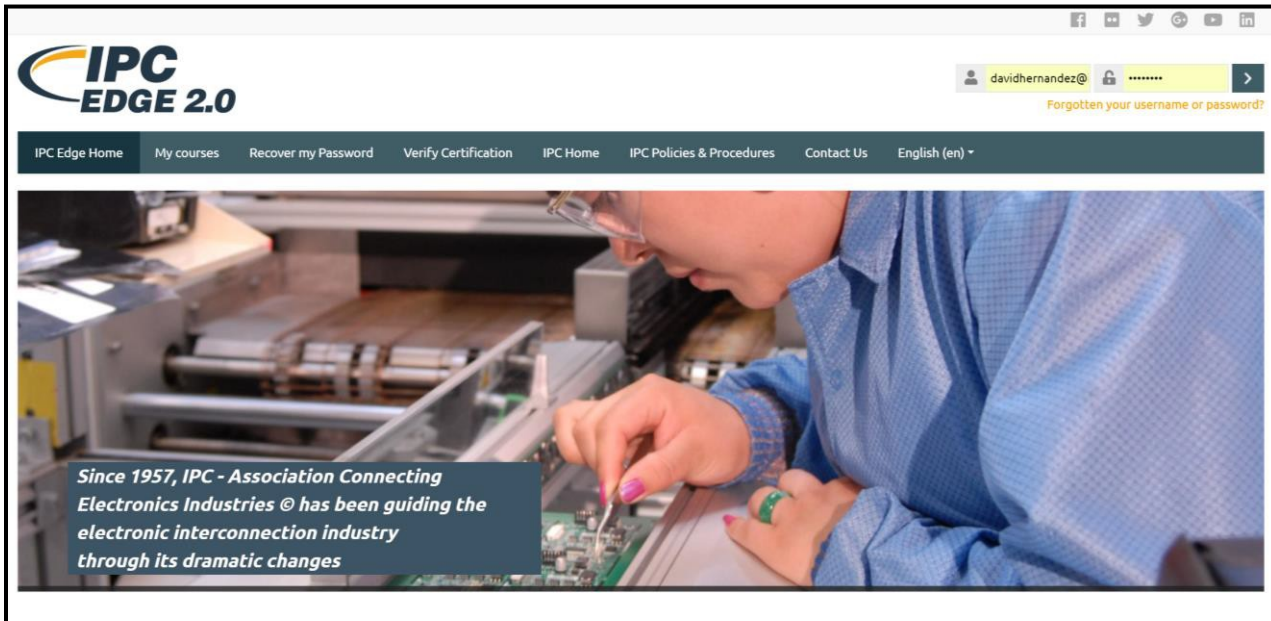 IPC
EDGE 2.0
davidhernandez@ ••••••••
Forgotten your username or password?
IPC Edge Home My courses Recover my Password Verify Certification IPC Home IPC Policies & Procedures Contact Us English (en)
Since 1957, IPC - Association Connecting
Electronics Industries © has been guiding the
electronic interconnection industry
through its dramatic changes